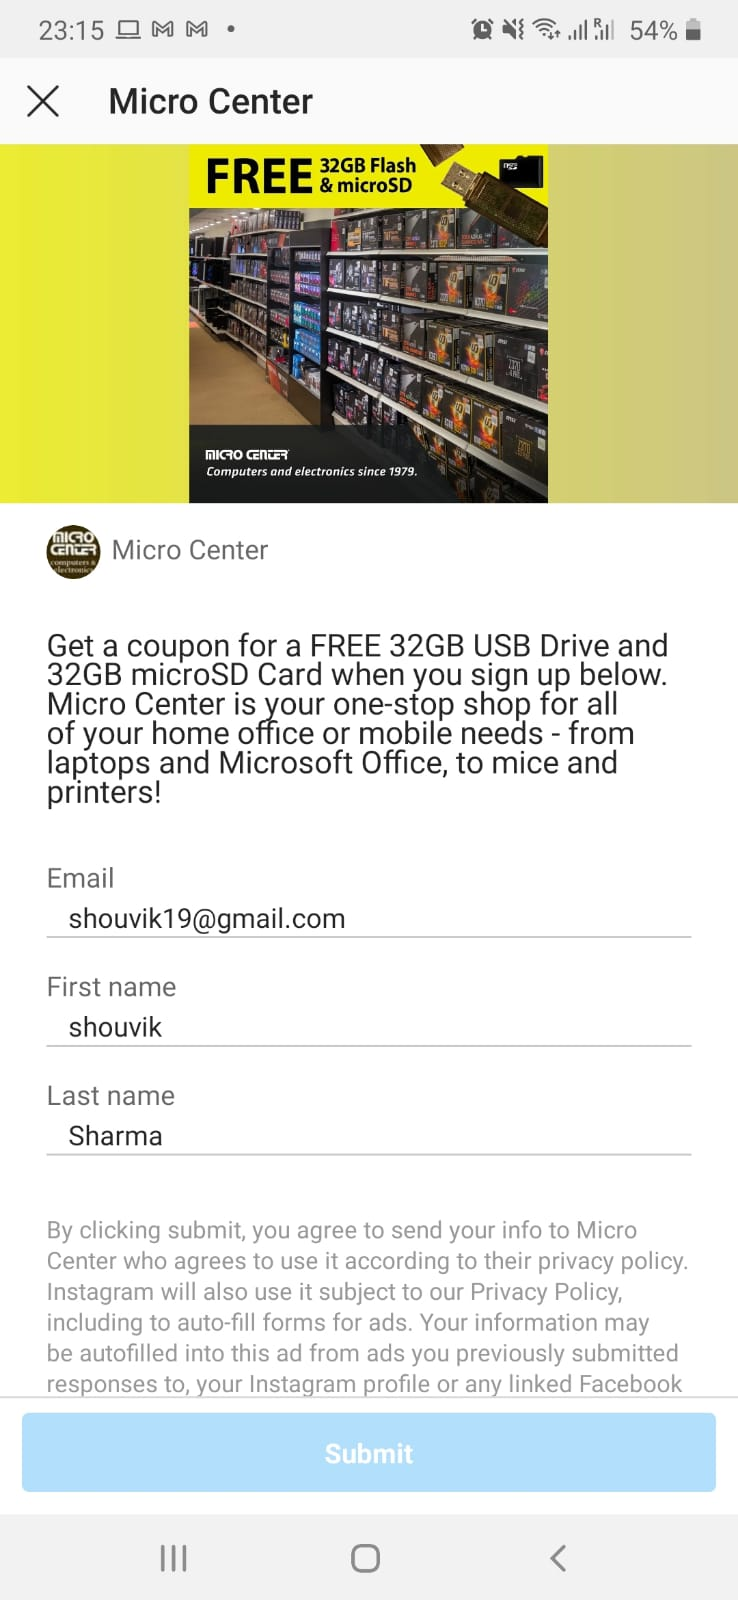 23:15
54%
Micro Center
FREE 32GB Flash
& microSD
MICRO CENTER
Computers and electronics since 1979.
MICRO
CENTER
computers &
electronics
Micro Center
Get a coupon for a FREE 32GB USB Drive and
32GB microSD Card when you sign up below.
Micro Center is your one-stop shop for all
of your home office or mobile needs - from
laptops and Microsoft Office, to mice and
printers!
Email
shouvik19@gmail.com
First name
shouvik
Last name
Sharma
By clicking submit, you agree to send your info to Micro
Center who agrees to use it according to their privacy policy.
Instagram will also use it subject to our Privacy Policy,
including to auto-fill forms for ads. Your information may
be autofilled into this ad from ads you previously submitted
responses to, your Instagram profile or any linked Facebook
Submit